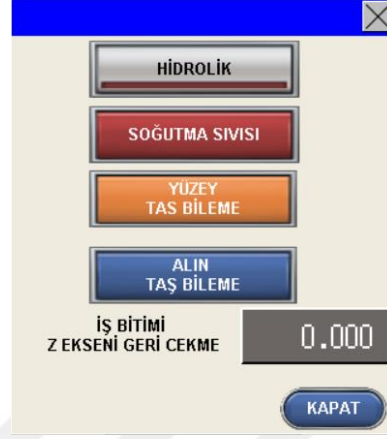 HİDROLİK
SOĞUTMA SIVISI
YÜZEY
TAS BİLEME
ALIN
TAŞ BİLEME
İŞ BİTİMİ
Z EKSENİ GERİ CEKME
0.000
KAPAT